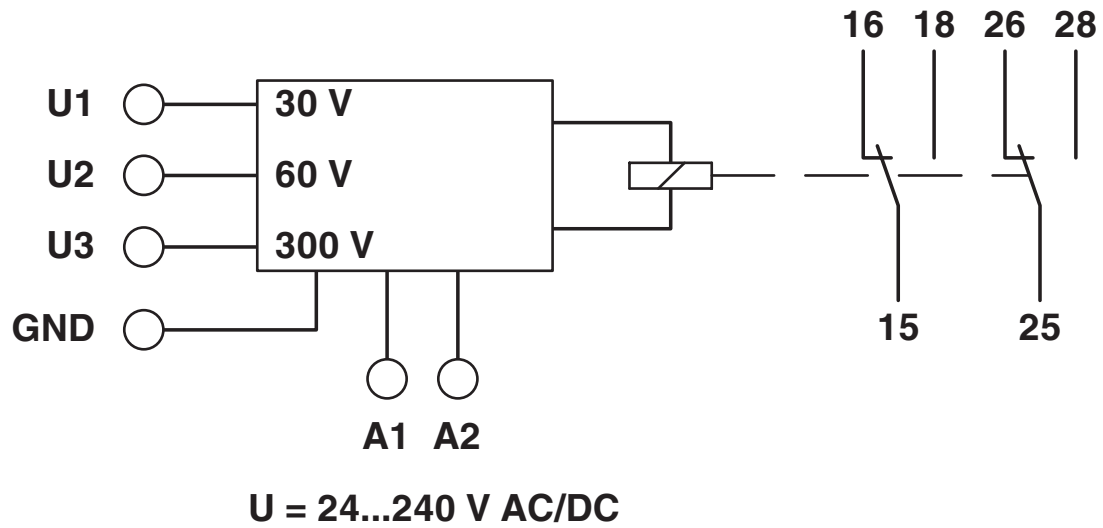 16 18 26 28
U1 30 V
U2 60 V
U3 300 V
GND
15 25
A1 A2
U = 24...240 V AC/DC